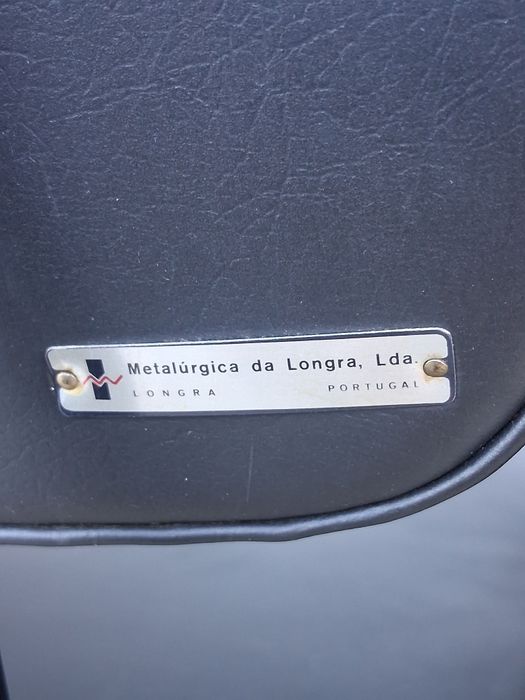 Metalúrgica da Longra, Lda.
LONGRA PORTUGAL